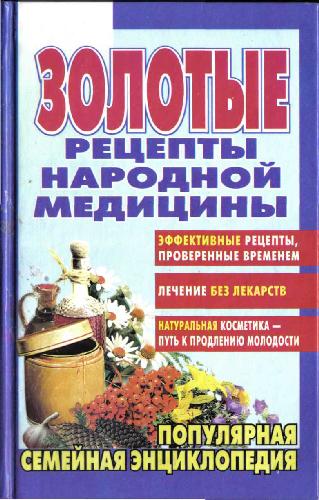 ЗОЛОТЫЕ
РЕЦЕПТЫ
НАРОДНОЙ
МЕДИЦИНЫ
ЭФФЕКТИВНЫЕ РЕЦЕПТЫ,
ПРОВЕРЕННЫЕ ВРЕМЕНЕМ
ЛЕЧЕНИЕ БЕЗ ЛЕКАРСТВ
НАТУРАЛЬНАЯ КОСМЕТИКА —
ПУТЬ К ПРОДЛЕНИЮ МОЛОДОСТИ
ПОПУЛЯРНАЯ
СЕМЕЙНАЯ ЭНЦИКЛОПЕДИЯ